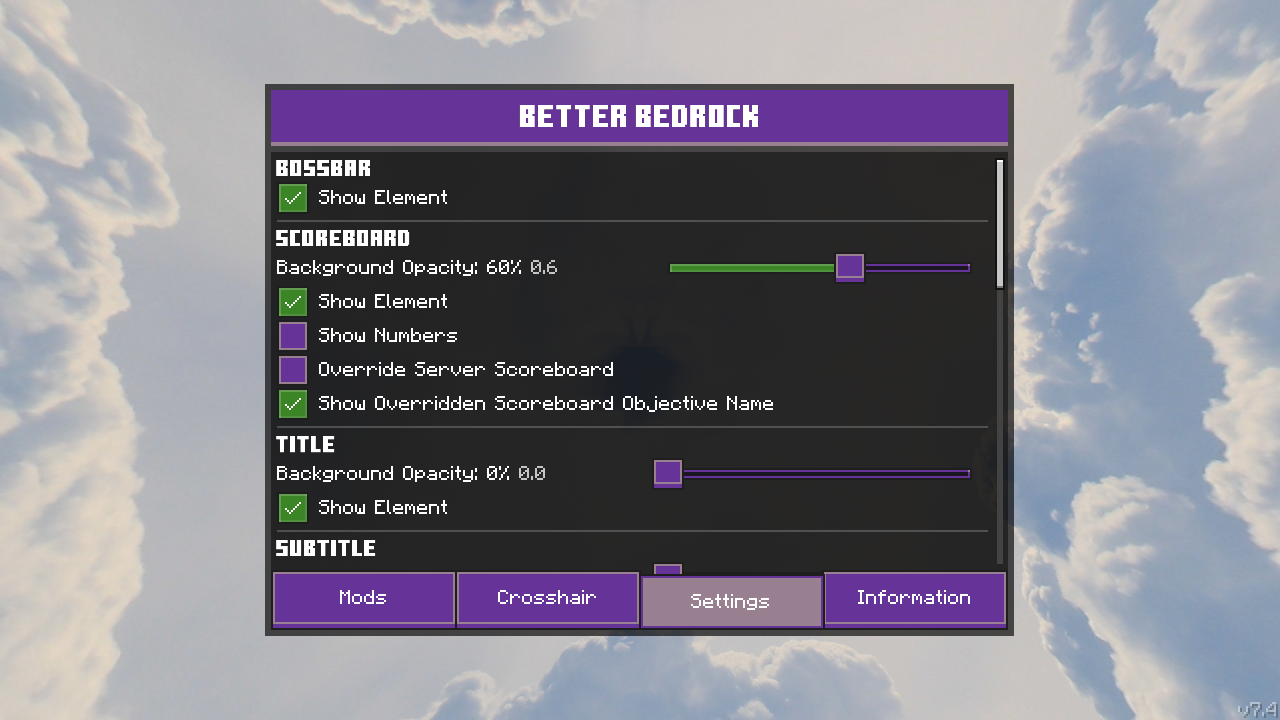 BETTER BEDROCK
BOSSBAR
Show Element
SCOREBOARD
Background Opacity: 60% 0.6
Show Element
Show Numbers
Override Server Scoreboard
Show Overridden Scoreboard Objective Name
TITLE
Background Opacity: 0% 0.0
Show Element
SUBTITLE
Mods
Crosshair
Settings
Information
v7.4